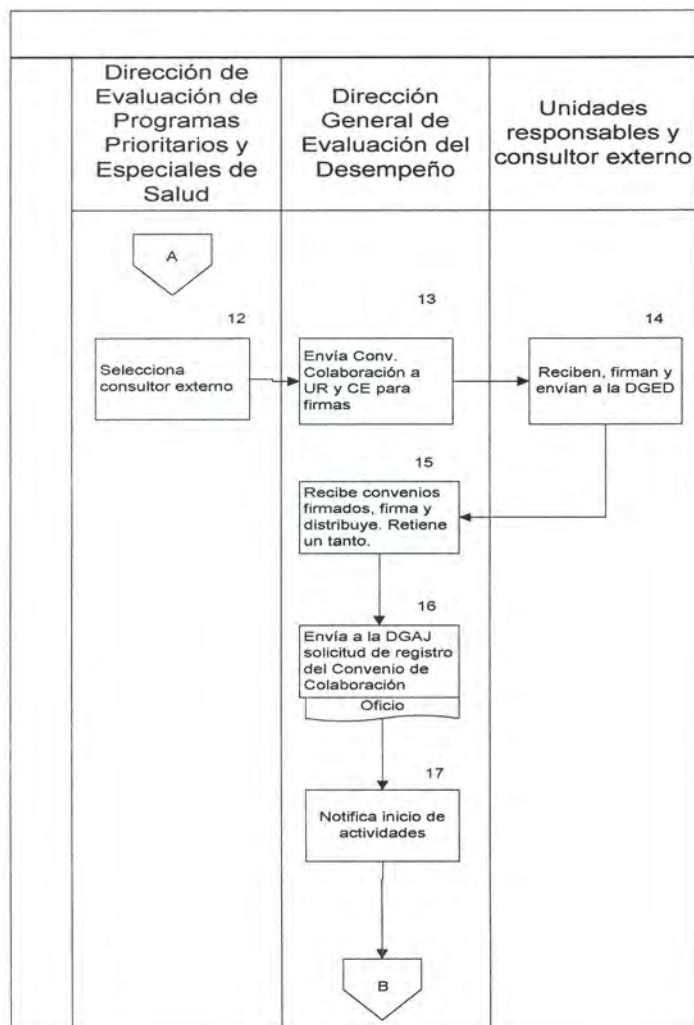 Dirección de
Evaluación de
Programas
Prioritarios y
Especiales de
Salud
Dirección
General de
Evaluación del
Desempeño
Unidades
responsables y
consultor externo
A
12
Selecciona
consultor externo
13
Envía Conv.
Colaboración a
UR y CE para
firmas
14
Reciben, firman y
envían a la DGED
15
Recibe convenios
firmados, firma y
distribuye. Retiene
un tanto.
16
Envía a la DGAJ
solicitud de registro
del Convenio de
Colaboración
Oficio
17
Notifica inicio de
actividades
B